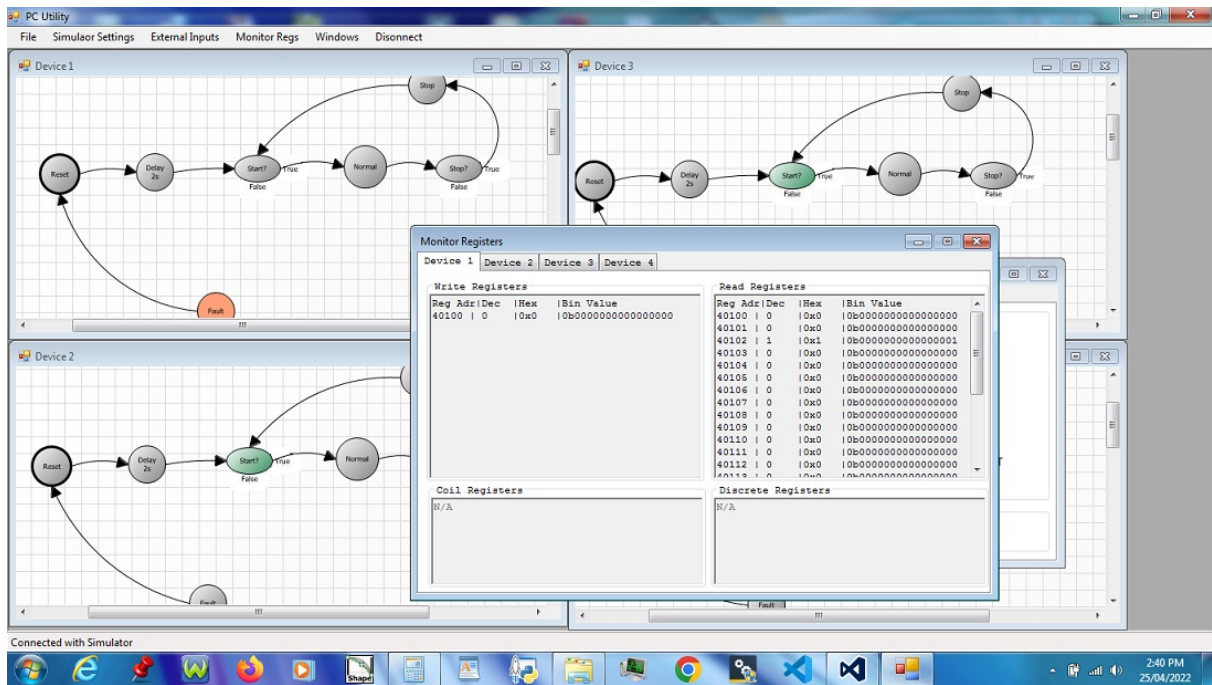 PC Utility
File Simulaor Settings External Inputs Monitor Regs Windows Disonnect
Device 1
Stop
Reset
Delay
2s
Start?
True
False
Normal
Stop?
True
False
Fault
Device 3
Stop
Reset
Delay
2s
Start?
True
False
Normal
Stop?
True
False
Device 2
Reset
Delay
2s
Start?
True
False
Normal
Fault
Monitor Registers
Device 1 Device 2 Device 3 Device 4
Write Registers
Reg Adr|Dec |Hex |Bin Value
40100 | 0 |0x0 |0b0000000000000000
Read Registers
Reg Adr|Dec |Hex |Bin Value
40100 | 0 |0x0 |0b0000000000000000
40101 | 0 |0x0 |0b0000000000000000
40102 | 1 |0x1 |0b0000000000000001
40103 | 0 |0x0 |0b0000000000000000
40104 | 0 |0x0 |0b0000000000000000
40105 | 0 |0x0 |0b0000000000000000
40106 | 0 |0x0 |0b0000000000000000
40107 | 0 |0x0 |0b0000000000000000
40108 | 0 |0x0 |0b0000000000000000
40109 | 0 |0x0 |0b0000000000000000
40110 | 0 |0x0 |0b0000000000000000
40111 | 0 |0x0 |0b0000000000000000
40112 | 0 |0x0 |0b0000000000000000
40113 | 0 |0x0 |0b0000000000000000
Coil Registers
N/A
Discrete Registers
N/A
Fault
Connected with Simulator
Shape
2:40 PM
25/04/2022